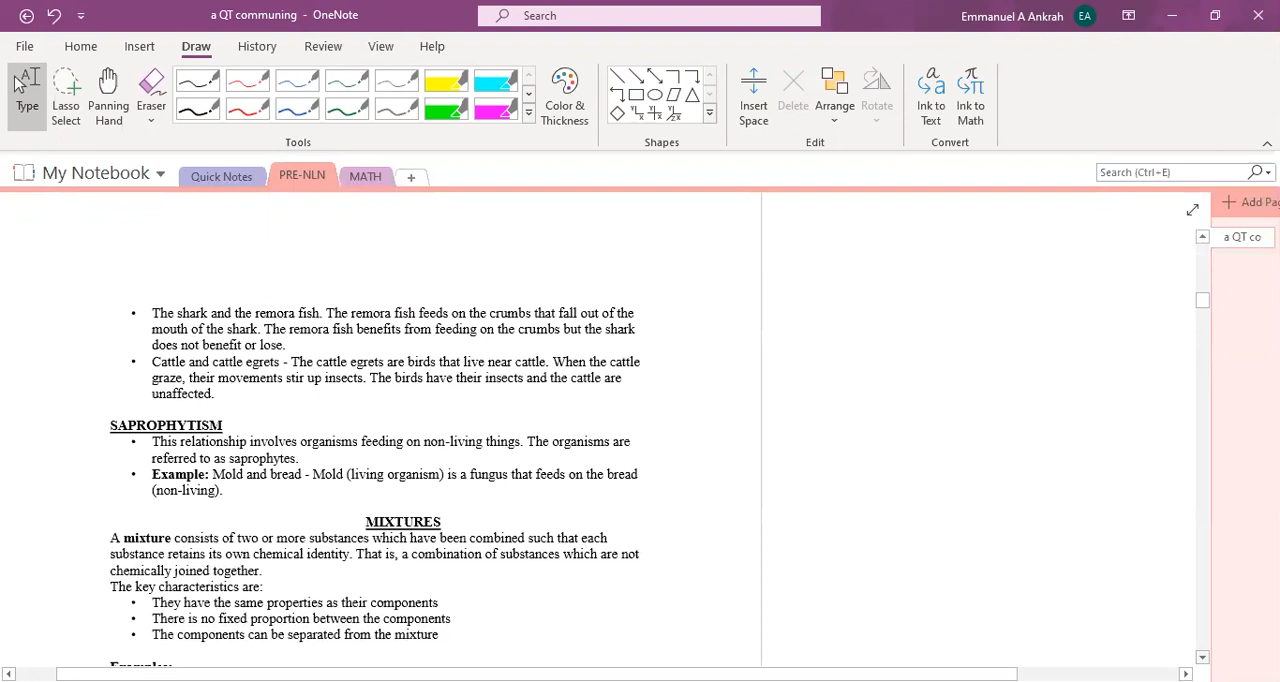 a QT communing - OneNote
Search
Emmanuel A Ankrah
EA
File Home Insert Draw History Review View Help
Type
Lasso Select
Panning Hand
Eraser
Color & Thickness
Insert Space
Delete
Arrange
Rotate
Ink to Text
Ink to Math
Tools
Shapes
Edit
Convert
My Notebook
Quick Notes
PRE-NLN
MATH
+
Search (Ctrl+E)
Add Pag
a QT co
• The shark and the remora fish. The remora fish feeds on the crumbs that fall out of the
mouth of the shark. The remora fish benefits from feeding on the crumbs but the shark
does not benefit or lose.
• Cattle and cattle egrets - The cattle egrets are birds that live near cattle. When the cattle
graze, their movements stir up insects. The birds have their insects and the cattle are
unaffected.
SAPROPHYTISM
• This relationship involves organisms feeding on non-living things. The organisms are
referred to as saprophytes.
• Example: Mold and bread - Mold (living organism) is a fungus that feeds on the bread
(non-living).
MIXTURES
A mixture consists of two or more substances which have been combined such that each
substance retains its own chemical identity. That is, a combination of substances which are not
chemically joined together.
The key characteristics are:
• They have the same properties as their components
• There is no fixed proportion between the components
• The components can be separated from the mixture
Examples: